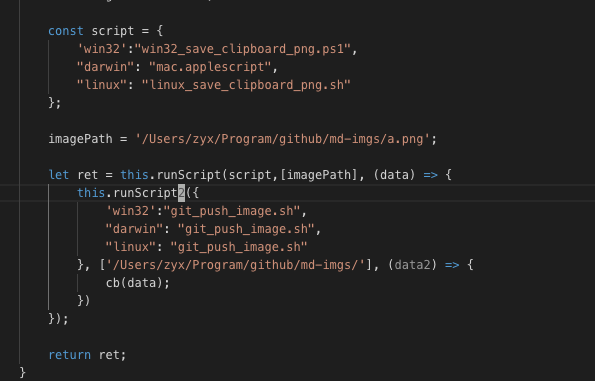 const script = {
'win32':"win32_save_clipboard_png.ps1",
"darwin": "mac.applescript",
"linux": "linux_save_clipboard_png.sh"
};
imagePath = '/Users/zyx/Program/github/md-imgs/a.png';
let ret = this.runScript(script,[imagePath], (data) => {
this.runScript2({
'win32':"git_push_image.sh",
"darwin": "git_push_image.sh",
"linux": "git_push_image.sh"
}, ['/Users/zyx/Program/github/md-imgs/'], (data2) => {
cb(data);
})
});
return ret;
}